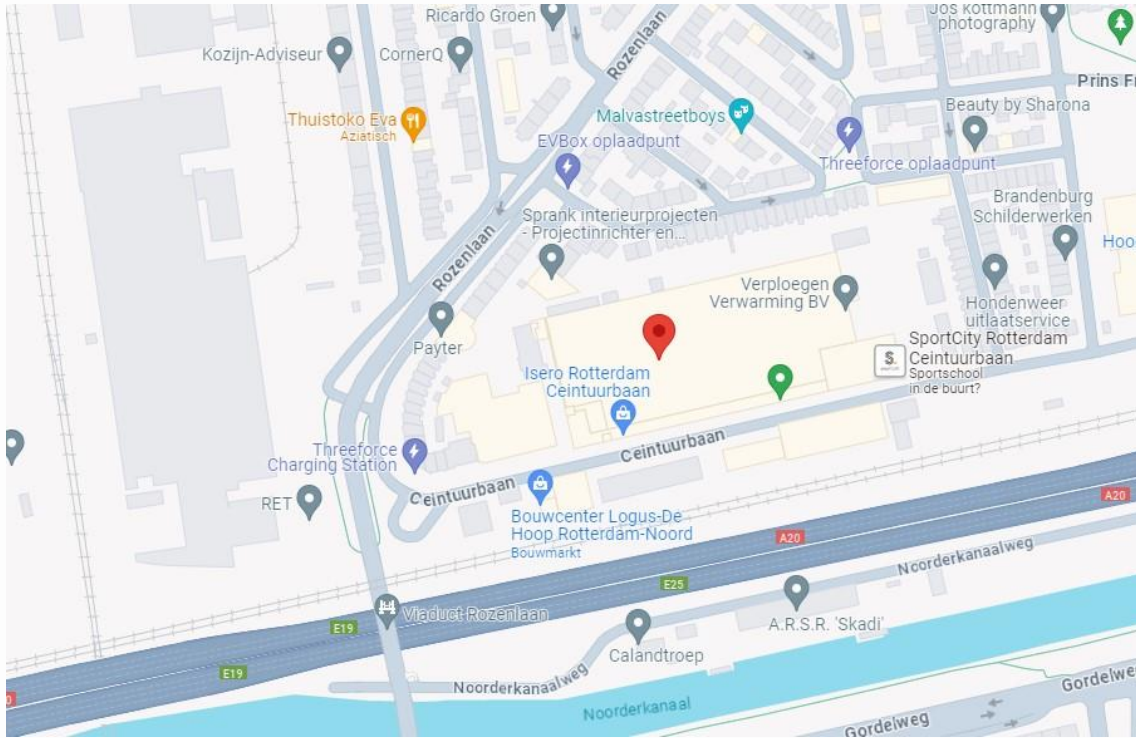 Ricardo Groen
Jos Kottmann
photography
Kozijn-Adviseur
CornerQ
Rozenlaan
Prins Fr
Thuistoko Eva
Aziatisch
Malvastreetboys
Beauty by Sharona
EVBox oplaadpunt
Threeforce oplaadpunt
Rozenlaan
Sprank interieurprojecten
- Projectinrichter en...
Brandenburg
Schilderwerken
Hoo
Verploegen
Verwarming BV
Hondenweer
uitlaatservice
Payter
SportCity Rotterdam
Ceintuurbaan
Sportschool
in de buurt?
S.
Isero Rotterdam
Ceintuurbaan
Threeforce
Charging Station
Ceintuurbaan
Ceintuurbaan
RET
Bouwcenter Logus-De
Hoop Rotterdam-Noord
Bouwmarkt
A20
A20
Noorderkanaalweg
E25
Viaduct Rozenlaan
E19
A.R.S.R. 'Skadi'
Calandtroep
E19
Noorderkanaalweg
Gordelweg
0
Noorderkanaal
Gordelweg